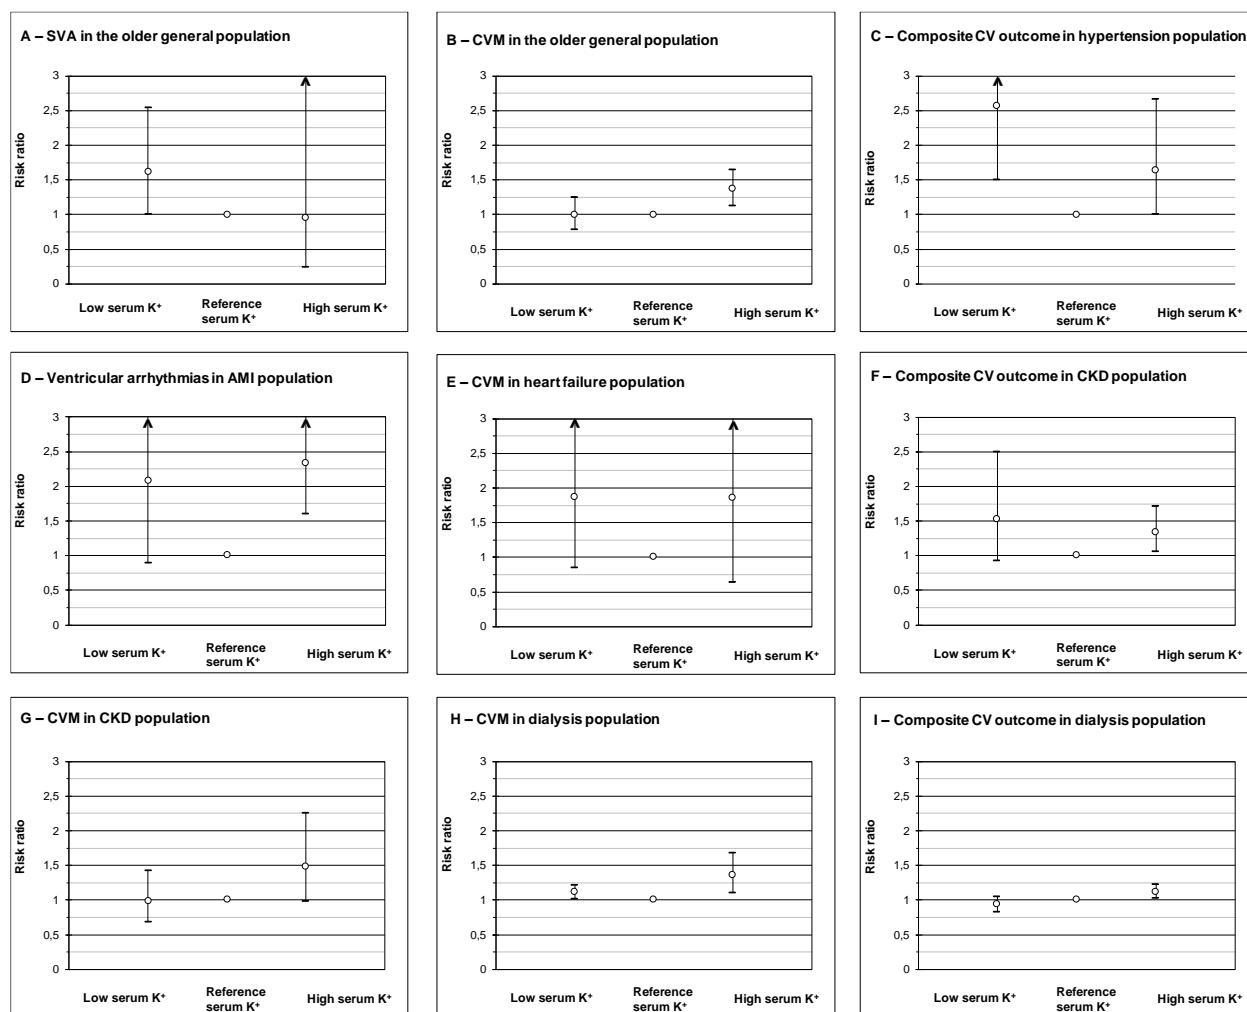 A – SVA in the older general population
Risk ratio
3
2,5
2
1,5
1
0,5
0
Low serum K⁺
Reference
serum K⁺
High serum K⁺
B – CVM in the older general population
Risk ratio
3
2,5
2
1,5
1
0,5
0
Low serum K⁺
Reference
serum K⁺
High serum K⁺
C – Composite CV outcome in hypertension population
Risk ratio
3
2,5
2
1,5
1
0,5
0
Low serum K⁺
Reference
serum K⁺
High serum K⁺
D – Ventricular arrhythmias in AMI population
Risk ratio
3
2,5
2
1,5
1
0,5
0
Low serum K⁺
Reference
serum K⁺
High serum K⁺
E – CVM in heart failure population
Risk ratio
3
2,5
2
1,5
1
0,5
0
Low serum K⁺
Reference
serum K⁺
High serum K⁺
F – Composite CV outcome in CKD population
Risk ratio
3
2,5
2
1,5
1
0,5
0
Low serum K⁺
Reference
serum K⁺
High serum K⁺
G – CVM in CKD population
Risk ratio
3
2,5
2
1,5
1
0,5
0
Low serum K⁺
Reference
serum K⁺
High serum K⁺
H – CVM in dialysis population
Risk ratio
3
2,5
2
1,5
1
0,5
0
Low serum K⁺
Reference
serum K⁺
High serum K⁺
I – Composite CV outcome in dialysis population
Risk ratio
3
2,5
2
1,5
1
0,5
0
Low serum K⁺
Reference
serum K⁺
High serum K⁺